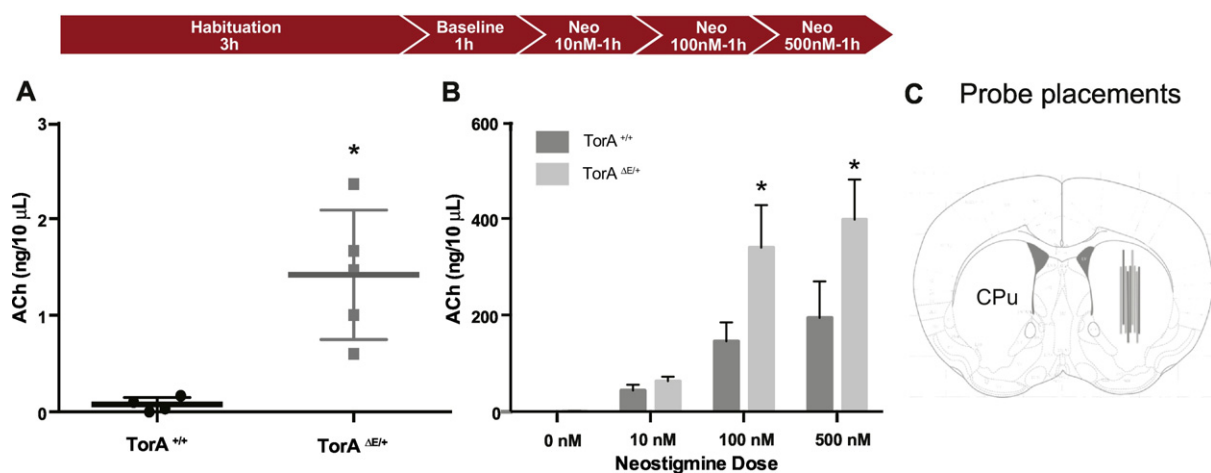 Habituation
3h
Baseline
1h
Neo
10nM-1h
Neo
100nM-1h
Neo
500nM-1h
A
ACh (ng/10 µL)
3
2
1
0
*
TorA +/+
TorA ΔE/+
B
ACh (ng/10 µL)
600
400
200
0
TorA +/+
TorA ΔE/+
*
*
0 nM
10 nM
100 nM
500 nM
Neostigmine Dose
C Probe placements
CPu